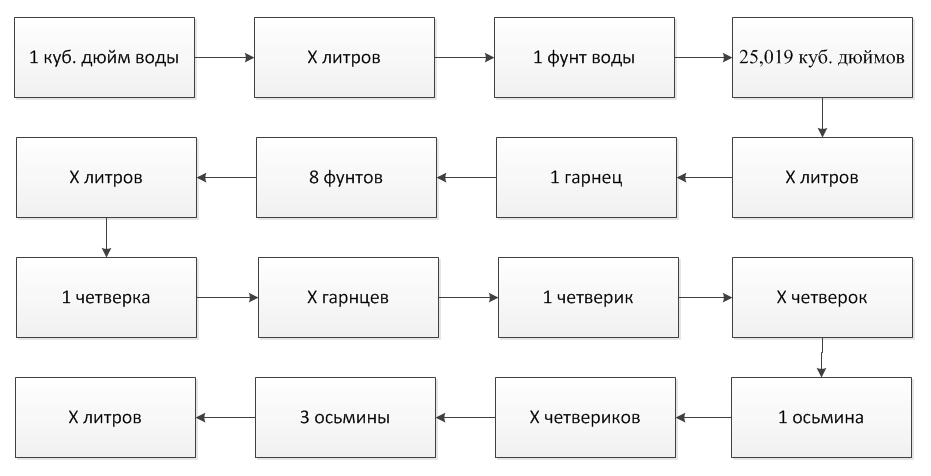 1 куб. дюйм воды
X литров
1 фунт воды
25,019 куб. дюймов
X литров
8 фунтов
1 гарнец
X литров
1 четверка
X гарнцев
1 четверик
X четверок
X литров
3 осьмины
X четвериков
1 осьмина